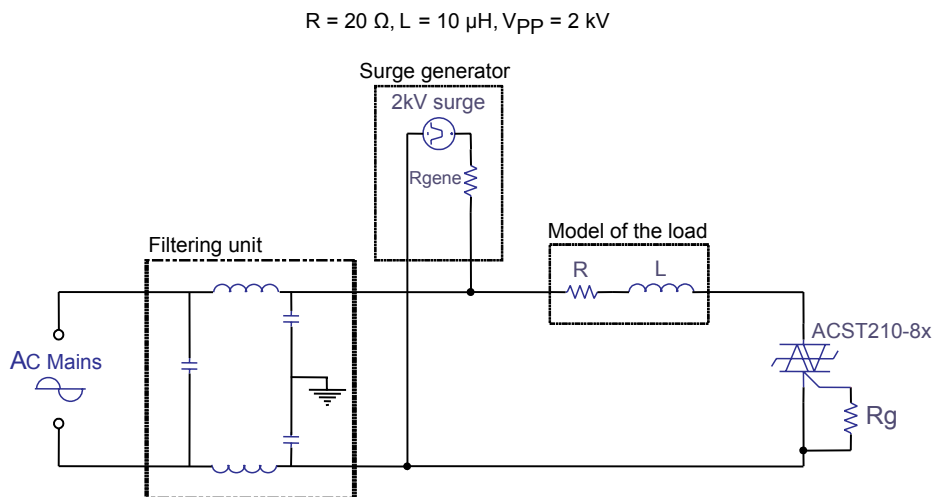 R = 20 Ω, L = 10 µH, VPP = 2 kV
Surge generator
2kV surge
Rgene
Model of the load
Filtering unit
R
L
ACST210-8x
AC Mains
Rg